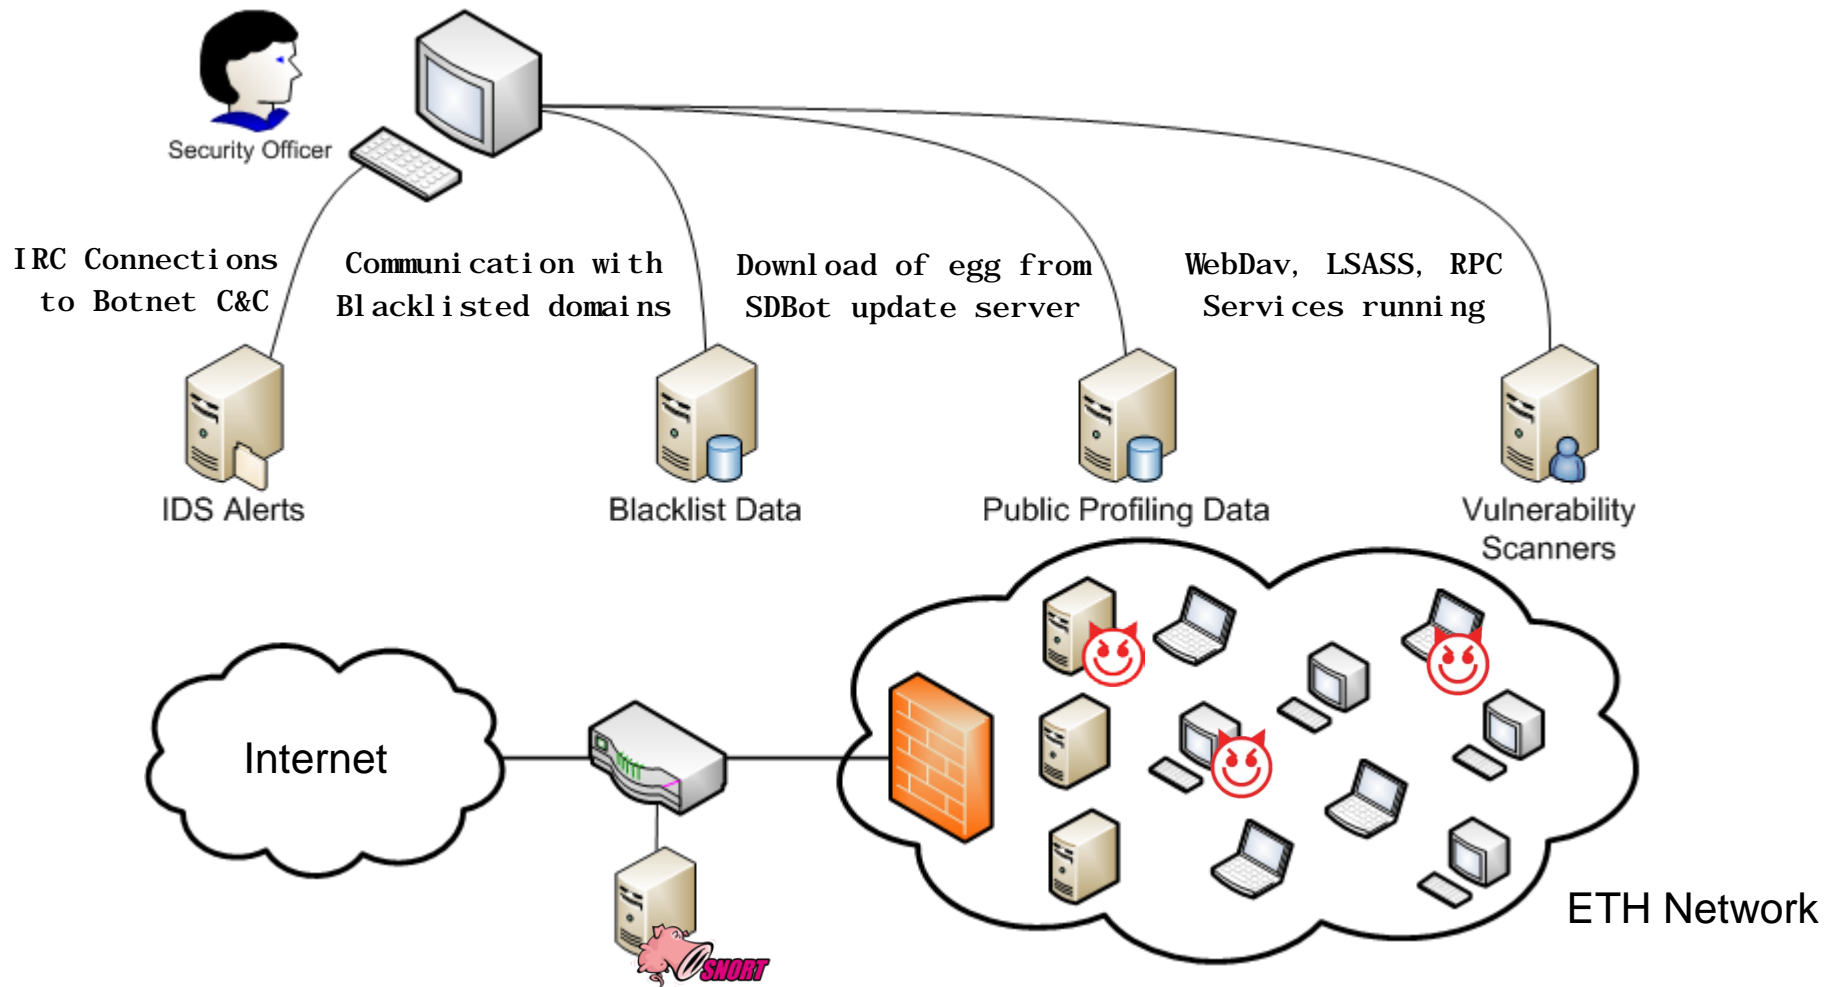 Security Officer
IRC Connections
to Botnet C&C
Communication with
Blacklisted domains
Download of egg from
SDBot update server
WebDav, LSASS, RPC
Services running
IDS Alerts
Blacklist Data
Public Profiling Data
Vulnerability
Scanners
Internet
ETH Network
SNORT